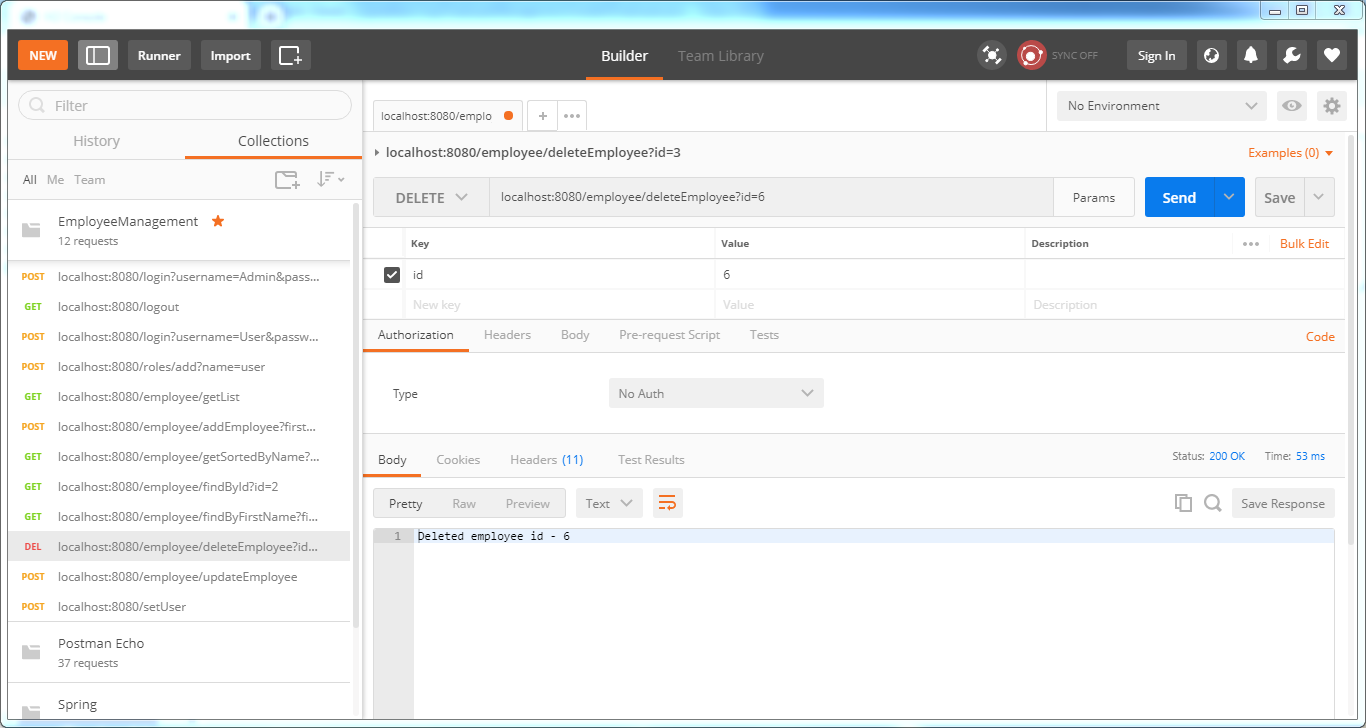 NEW Runner Import Builder Team Library SYNC OFF Sign In
Filter
History Collections
All Me Team
EmployeeManagement
12 requests
POST localhost:8080/login?username=Admin&pass...
GET localhost:8080/logout
POST localhost:8080/login?username=User&passw...
POST localhost:8080/roles/add?name=user
GET localhost:8080/employee/getList
POST localhost:8080/employee/addEmployee?first...
GET localhost:8080/employee/getSortedByName?...
GET localhost:8080/employee/findById?id=2
GET localhost:8080/employee/findByFirstName?fi...
DEL localhost:8080/employee/deleteEmployee?id...
POST localhost:8080/employee/updateEmployee
POST localhost:8080/setUser
Postman Echo
37 requests
Spring
localhost:8080/emplo + No Environment
localhost:8080/employee/deleteEmployee?id=3 Examples (0)
DELETE localhost:8080/employee/deleteEmployee?id=6 Params Send Save
Key Value Description Bulk Edit
id 6
New key Value Description
Authorization Headers Body Pre-request Script Tests Code
Type No Auth
Body Cookies Headers (11) Test Results Status: 200 OK Time: 53 ms
Pretty Raw Preview Text Save Response
1 Deleted employee id - 6